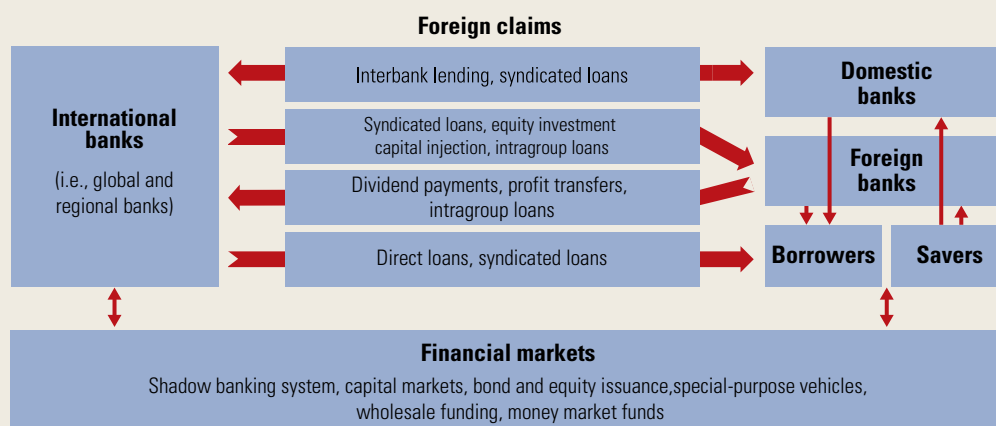 Foreign claims
International
banks
(i.e., global and
regional banks)
Interbank lending, syndicated loans
Syndicated loans, equity investment
capital injection, intragroup loans
Dividend payments, profit transfers,
intragroup loans
Direct loans, syndicated loans
Domestic
banks
Foreign
banks
Borrowers
Savers
Financial markets
Shadow banking system, capital markets, bond and equity issuance,special-purpose vehicles,
wholesale funding, money market funds